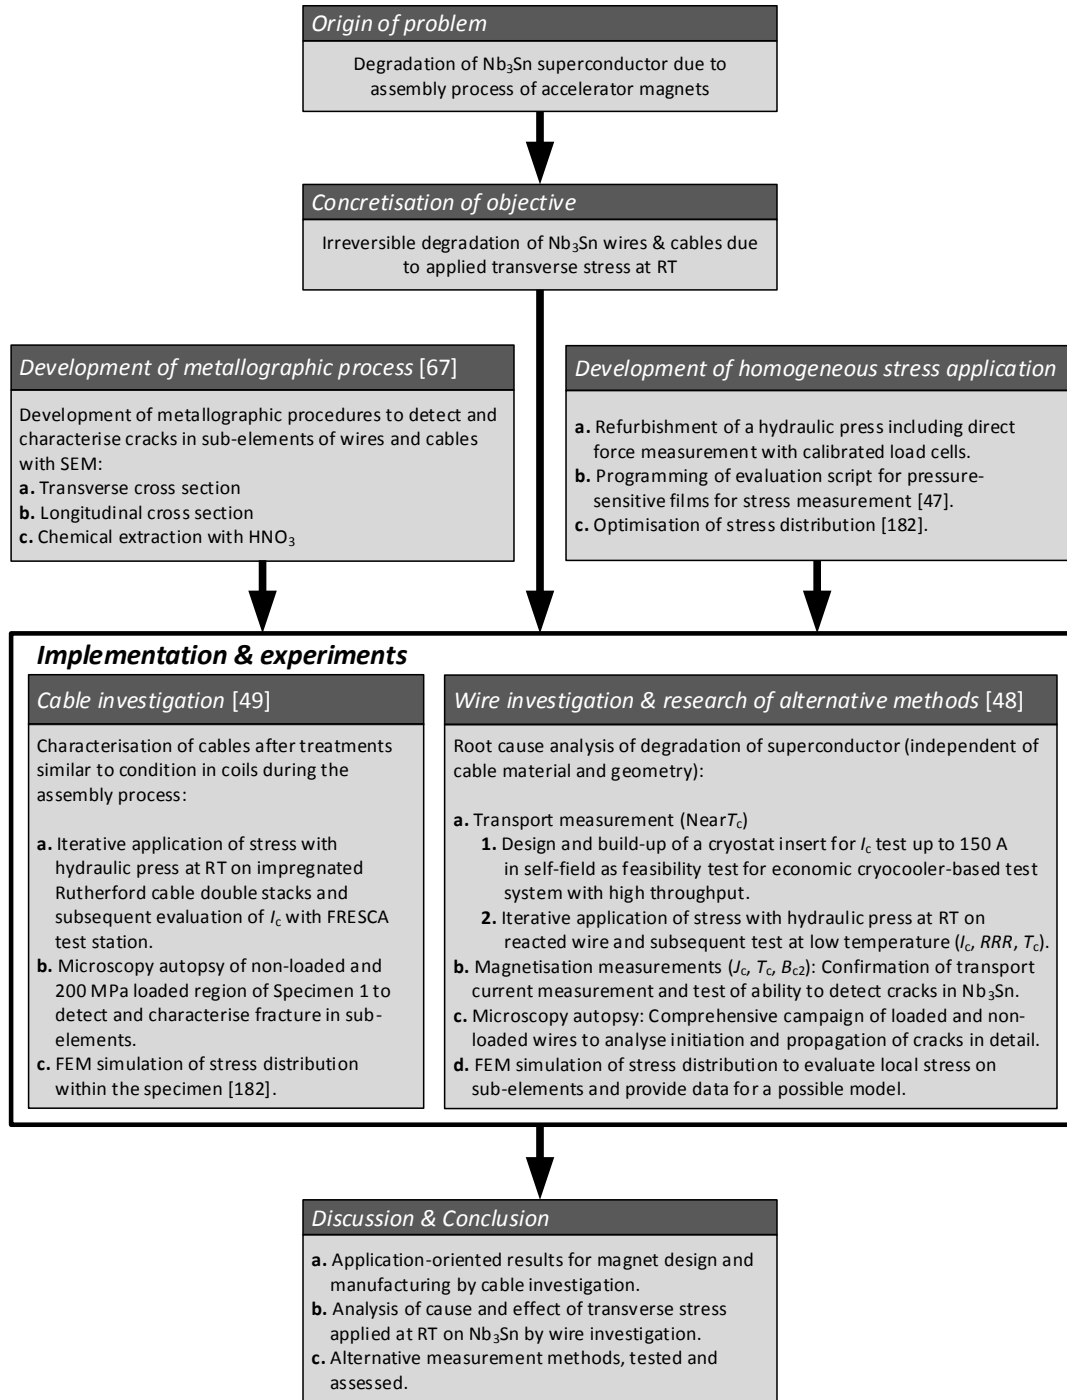 Origin of problem
Degradation of Nb₃Sn superconductor due to
assembly process of accelerator magnets
Concretisation of objective
Irreversible degradation of Nb₃Sn wires & cables due
to applied transverse stress at RT
Development of metallographic process [67]
Development of metallographic procedures to detect and
characterise cracks in sub-elements of wires and cables
with SEM:
a. Transverse cross section
b. Longitudinal cross section
c. Chemical extraction with HNO₃
Development of homogeneous stress application
a. Refurbishment of a hydraulic press including direct
force measurement with calibrated load cells.
b. Programming of evaluation script for pressure-
sensitive films for stress measurement [47].
c. Optimisation of stress distribution [182].
Implementation & experiments
Cable investigation [49]
Characterisation of cables after treatments
similar to condition in coils during the
assembly process:
a. Iterative application of stress with
hydraulic press at RT on impregnated
Rutherford cable double stacks and
subsequent evaluation of I_c with FRESCA
test station.
b. Microscopy autopsy of non-loaded and
200 MPa loaded region of Specimen 1 to
detect and characterise fracture in sub-
elements.
c. FEM simulation of stress distribution
within the specimen [182].
Wire investigation & research of alternative methods [48]
Root cause analysis of degradation of superconductor (independent of
cable material and geometry):
a. Transport measurement (NearT_c)
1. Design and build-up of a cryostat insert for I_c test up to 150 A
in self-field as feasibility test for economic cryocooler-based test
system with high throughput.
2. Iterative application of stress with hydraulic press at RT on
reacted wire and subsequent test at low temperature (I_c, RRR, T_c).
b. Magnetisation measurements (J_c, T_c, B_c2): Confirmation of transport
current measurement and test of ability to detect cracks in Nb₃Sn.
c. Microscopy autopsy: Comprehensive campaign of loaded and non-
loaded wires to analyse initiation and propagation of cracks in detail.
d. FEM simulation of stress distribution to evaluate local stress on
sub-elements and provide data for a possible model.
Discussion & Conclusion
a. Application-oriented results for magnet design and
manufacturing by cable investigation.
b. Analysis of cause and effect of transverse stress
applied at RT on Nb₃Sn by wire investigation.
c. Alternative measurement methods, tested and
assessed.